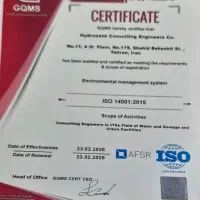 GQMS
CERTIFICATE
GQMS hereby certifies that
Hydronano Consulting Engineers Co.
No.11, 4 th Floor, No.175, Shahid Beheshti St.,
Tehran, Iran
has been audited and certified as meeting the requirements
& scope of registration
Environmental management system
ISO 14001:2015
Scope of Activities
Consulting Engineers in the Field of Water and Sewage and
Urban Facilities
Date of Effectiveness 23.02.2026
Date of Renewal 23.02.2029
AFSR
ISO
Head of Office GQMS CERT CEO